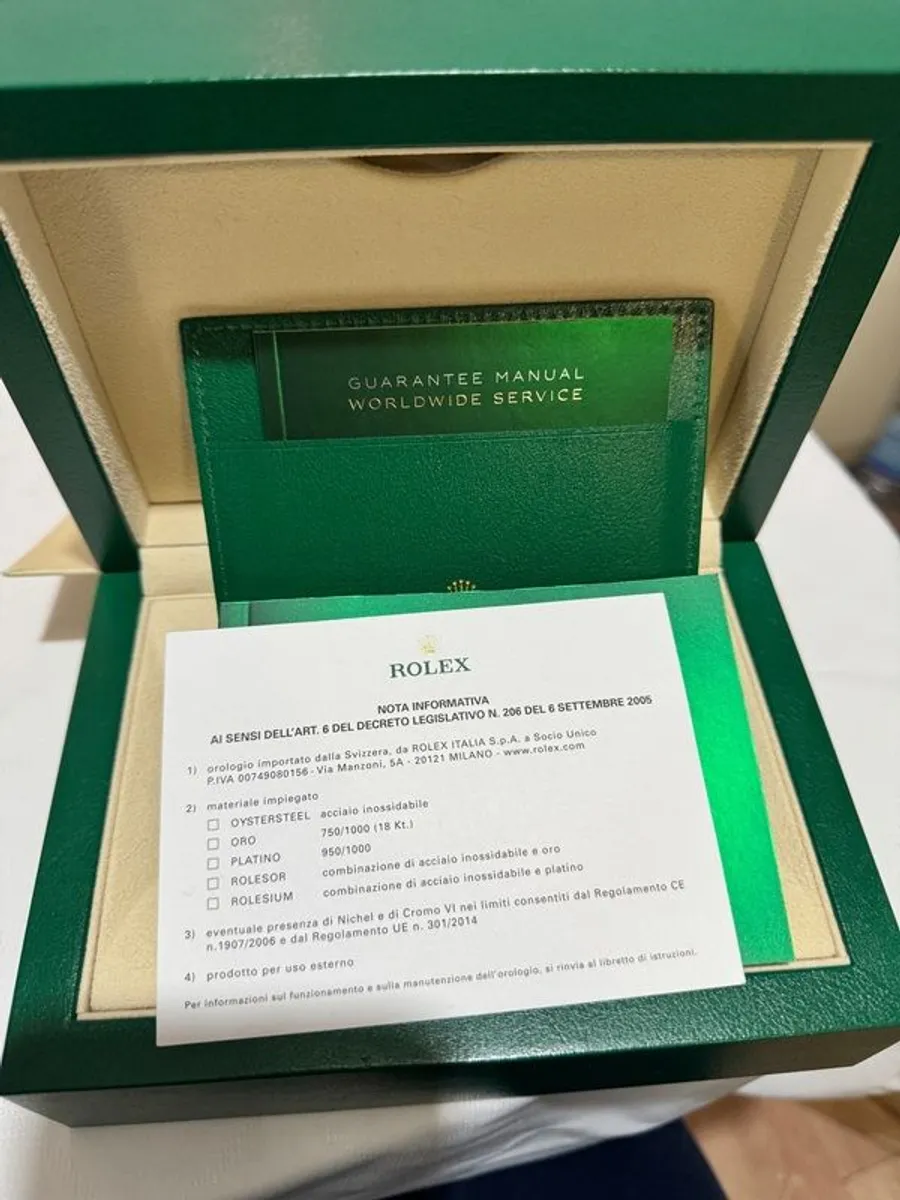 GUARANTEE MANUAL
WORLDWIDE SERVICE
ROLEX
NOTA INFORMATIVA
AI SENSI DELL'ART. 6 DEL DECRETO LEGISLATIVO N. 206 DEL 6 SETTEMBRE 2005
1) orologio importato dalla Svizzera, da ROLEX ITALIA S.p.A. a Socio Unico
P.IVA 00749080156 - Via Manzoni, 5A - 20121 MILANO - www.rolex.com
2) materiale impiegato
☐ OYSTERSTEEL acciaio inossidabile
☐ ORO 750/1000 (18 Kt.)
☐ PLATINO 950/1000
☐ ROLESOR combinazione di acciaio inossidabile e oro
☐ ROLESIUM combinazione di acciaio inossidabile e platino
3) eventuale presenza di Nichel e di Cromo VI nei limiti consentiti dal Regolamento CE
n.1907/2006 e dal Regolamento UE n. 301/2014
4) prodotto per uso esterno
Per informazioni sul funzionamento e sulla manutenzione dell'orologio, si rinvia al libretto di istruzioni.